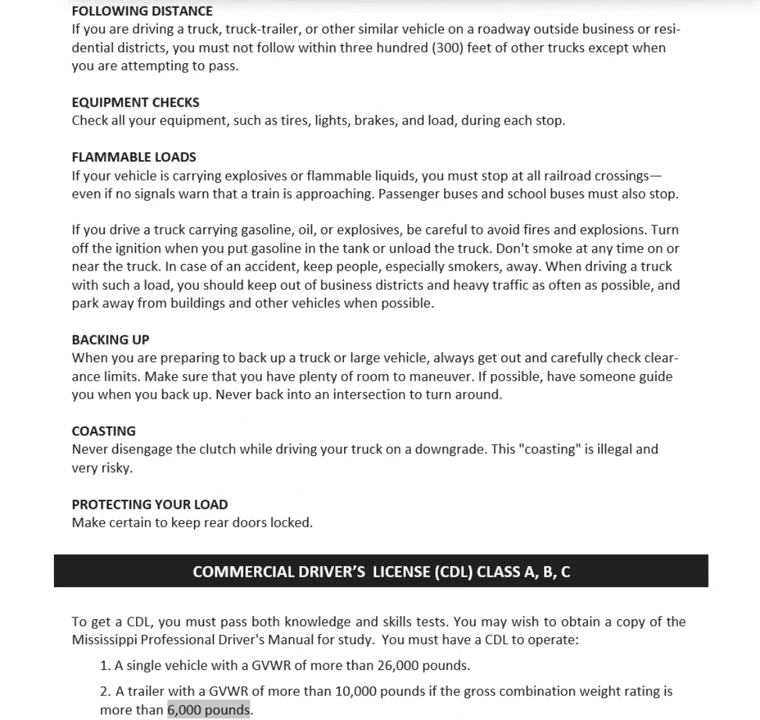 FOLLOWING DISTANCE
If you are driving a truck, truck-trailer, or other similar vehicle on a roadway outside business or resi-
dential districts, you must not follow within three hundred (300) feet of other trucks except when
you are attempting to pass.
EQUIPMENT CHECKS
Check all your equipment, such as tires, lights, brakes, and load, during each stop.
FLAMMABLE LOADS
If your vehicle is carrying explosives or flammable liquids, you must stop at all railroad crossings—
even if no signals warn that a train is approaching. Passenger buses and school buses must also stop.
If you drive a truck carrying gasoline, oil, or explosives, be careful to avoid fires and explosions. Turn
off the ignition when you put gasoline in the tank or unload the truck. Don't smoke at any time on or
near the truck. In case of an accident, keep people, especially smokers, away. When driving a truck
with such a load, you should keep out of business districts and heavy traffic as often as possible, and
park away from buildings and other vehicles when possible.
BACKING UP
When you are preparing to back up a truck or large vehicle, always get out and carefully check clear-
ance limits. Make sure that you have plenty of room to maneuver. If possible, have someone guide
you when you back up. Never back into an intersection to turn around.
COASTING
Never disengage the clutch while driving your truck on a downgrade. This "coasting" is illegal and
very risky.
PROTECTING YOUR LOAD
Make certain to keep rear doors locked.
COMMERCIAL DRIVER’S LICENSE (CDL) CLASS A, B, C
To get a CDL, you must pass both knowledge and skills tests. You may wish to obtain a copy of the
Mississippi Professional Driver's Manual for study. You must have a CDL to operate:
1. A single vehicle with a GVWR of more than 26,000 pounds.
2. A trailer with a GVWR of more than 10,000 pounds if the gross combination weight rating is
more than 6,000 pounds.